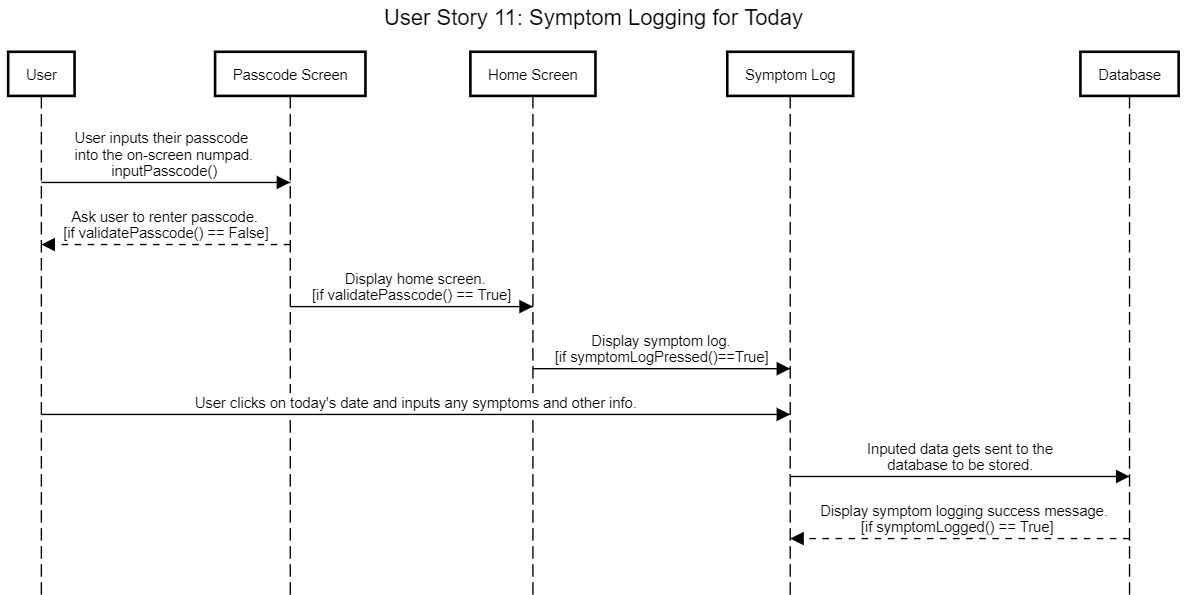 User Story 11: Symptom Logging for Today
User
Passcode Screen
Home Screen
Symptom Log
Database
User inputs their passcode
into the on-screen numpad.
inputPasscode()
Ask user to renter passcode.
[if validatePasscode() == False]
Display home screen.
[if validatePasscode() == True]
Display symptom log.
[if symptomLogPressed()==True]
User clicks on today's date and inputs any symptoms and other info.
Inputed data gets sent to the
database to be stored.
Display symptom logging success message.
[if symptomLogged() == True]